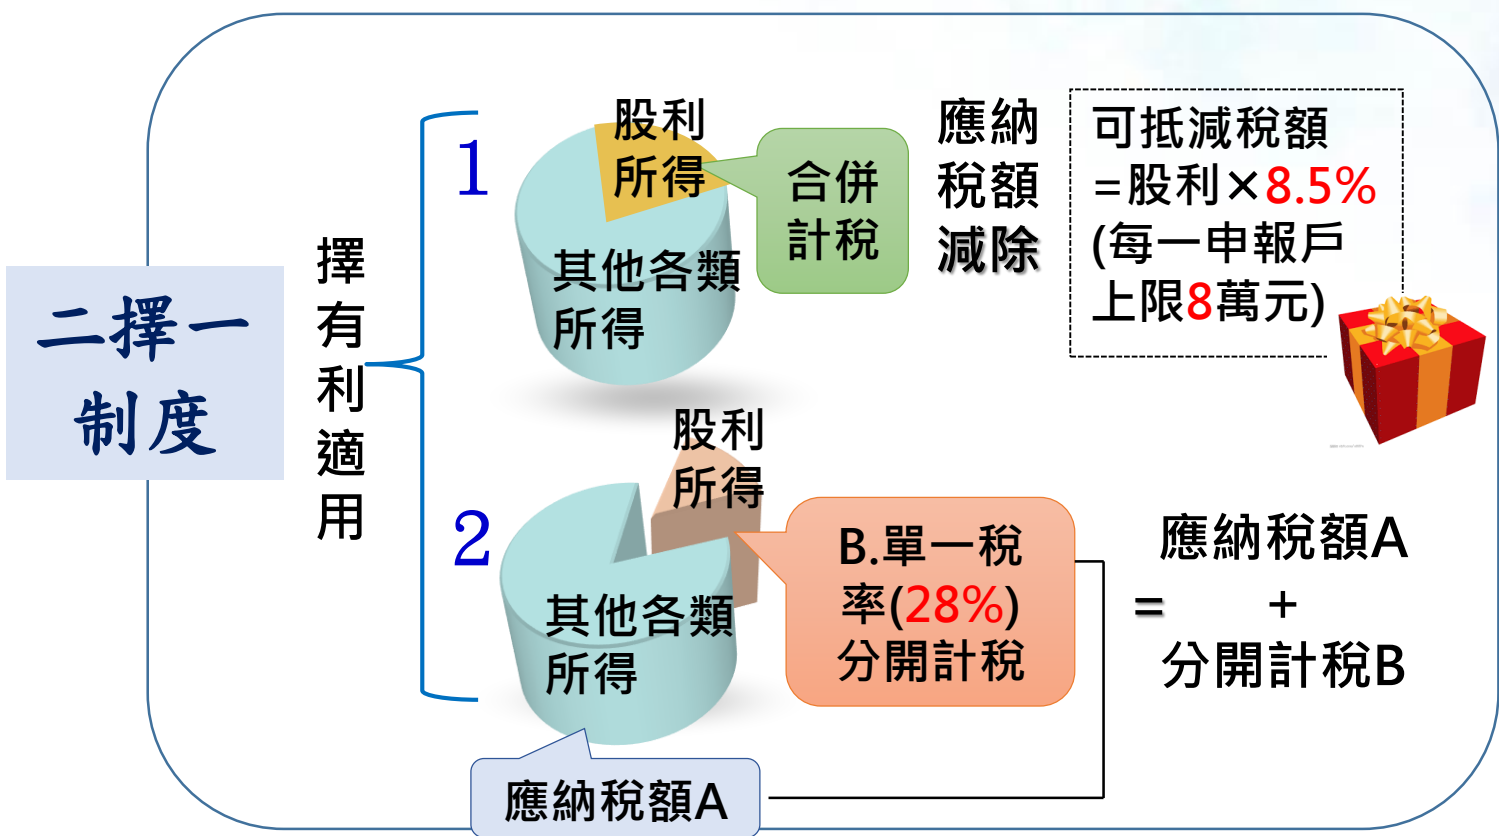 二擇一
制度
擇有利適用
1
股利
所得
其他各類
所得
合併
計稅
應納
稅額
減除
可抵減稅額
=股利×8.5%
(每一申報戶
上限8萬元)
2
股利
所得
其他各類
所得
B.單一稅
率(28%)
分開計稅
應納稅額A
=
應納稅額A
+
分開計稅B